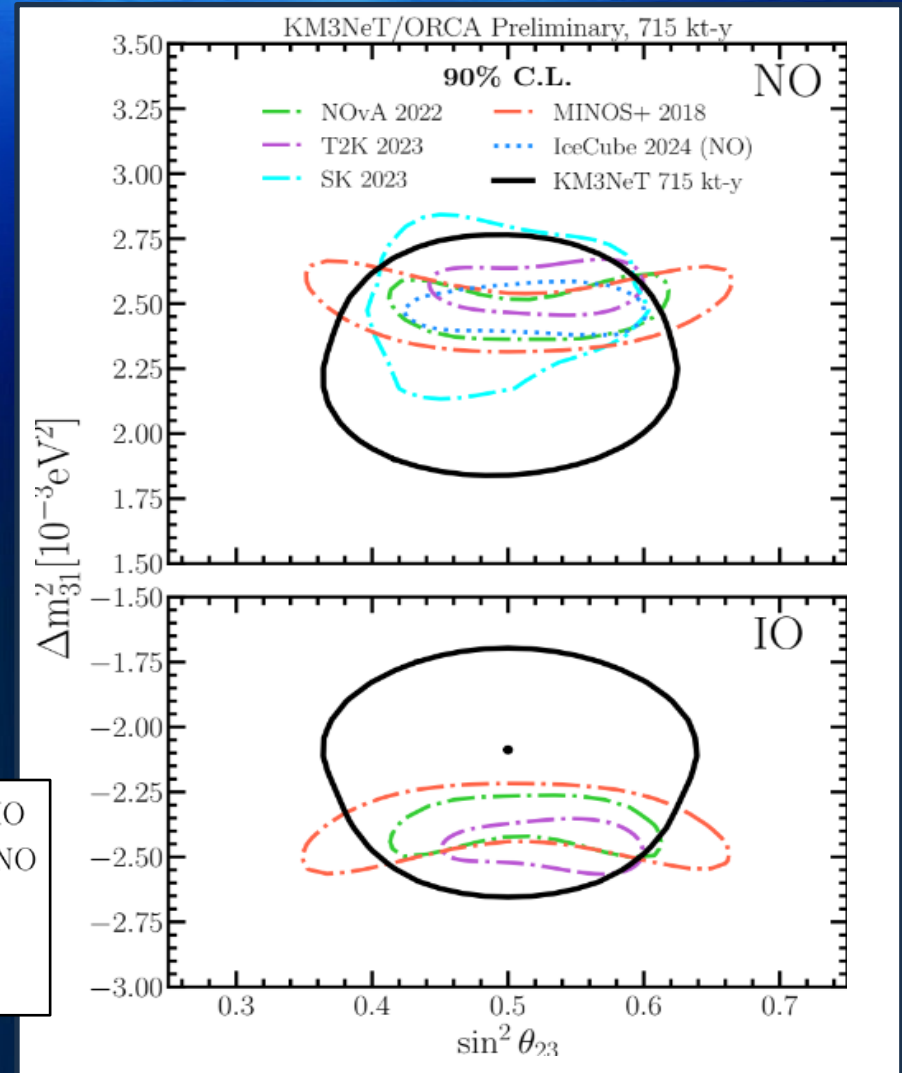 KM3NeT/ORCA Preliminary, 715 kt-y
90% C.L.
NO
NOvA 2022
MINOS+ 2018
T2K 2023
IceCube 2024 (NO)
SK 2023
KM3NeT 715 kt-y
3.50
3.25
3.00
2.75
2.50
2.25
2.00
1.75
1.50
Δm²₃₁[10⁻³eV²]
IO
−1.50
−1.75
−2.00
−2.25
−2.50
−2.75
−3.00
0.3 0.4 0.5 0.6 0.7
sin² θ₂₃
NO